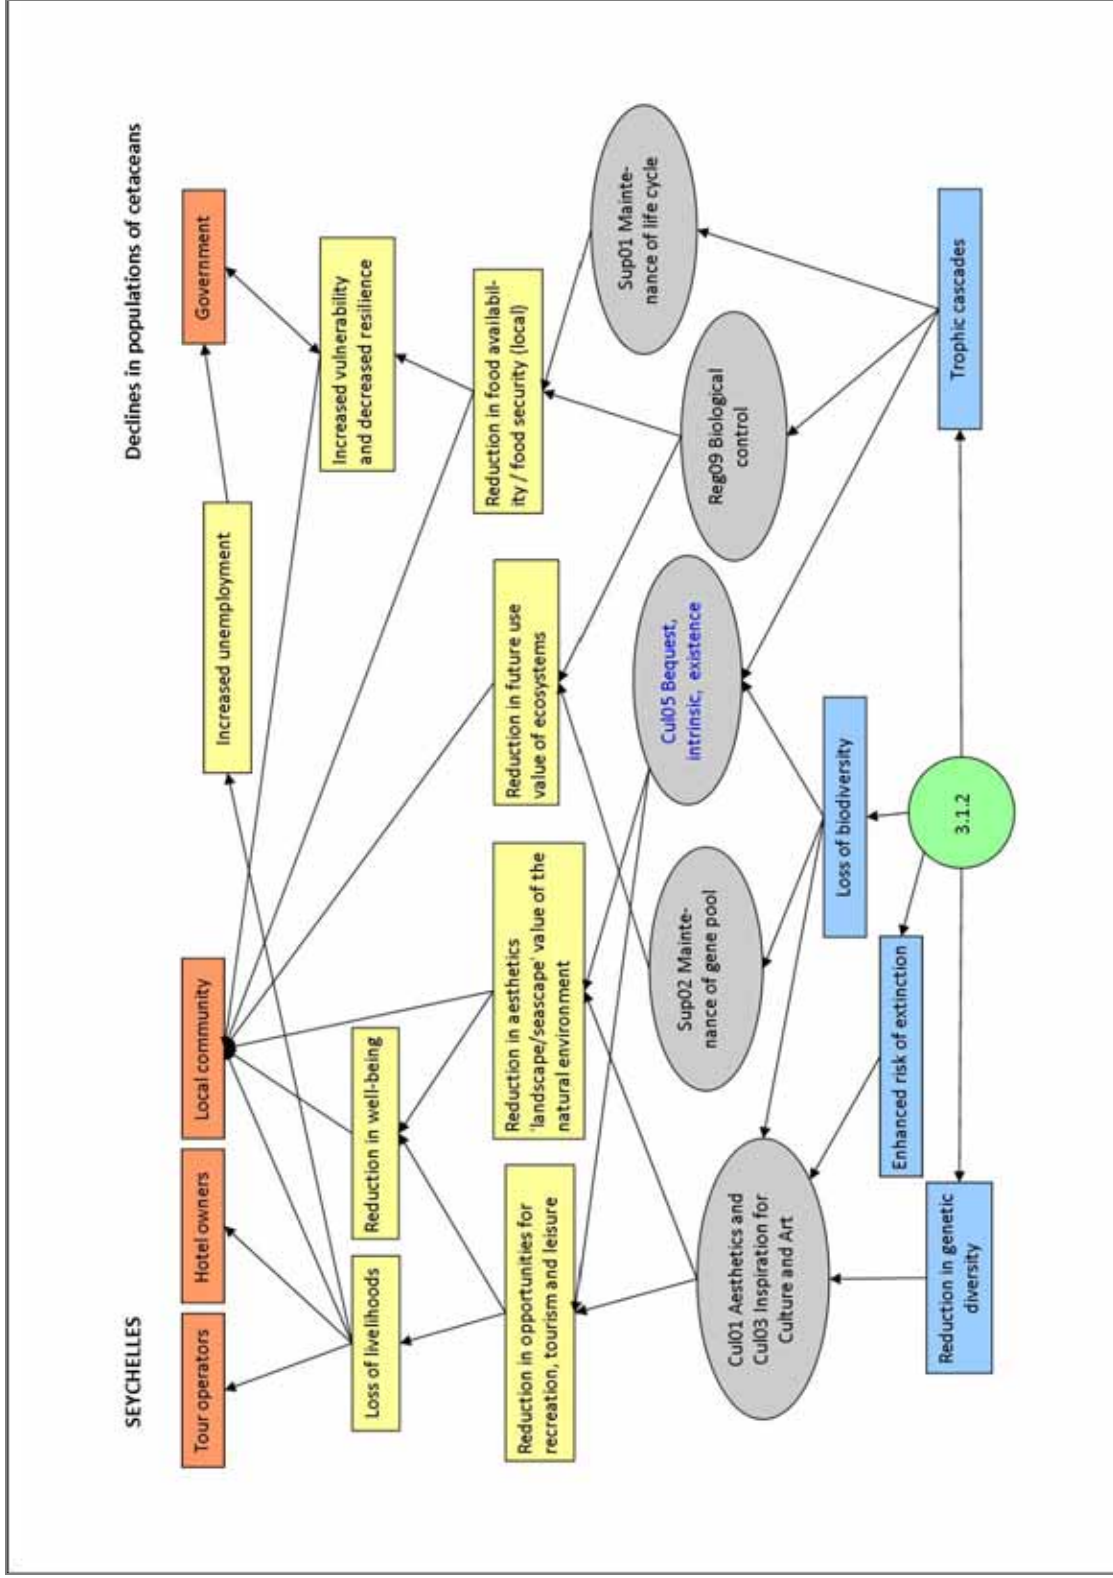 SEYCHELLES
Declines in populations of cetaceans
Tour operators
Hotel owners
Local community
Government
Increased unemployment
Loss of livelihoods
Reduction in well-being
Increased vulnerability
and decreased resilience
Reduction in opportunities for
recreation, tourism and leisure
Reduction in aesthetics
'landscape/seascape' value of the
natural environment
Reduction in future use
value of ecosystems
Reduction in food availabil-
ity / food security (local)
Cul01 Aesthetics and
Cul03 Inspiration for
Culture and Art
Sup02 Mainte-
nance of gene pool
Cul05 Bequest,
intrinsic, existence
Reg09 Biological
control
Sup01 Mainte-
nance of life cycle
Reduction in genetic
diversity
Enhanced risk of extinction
Loss of biodiversity
Trophic cascades
3.1.2